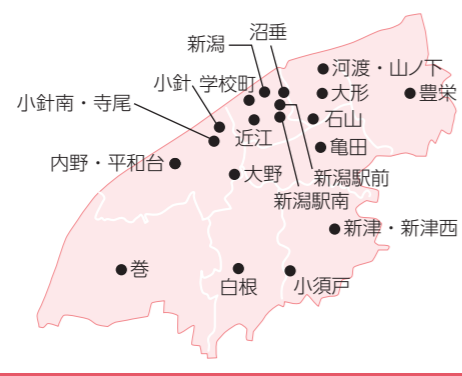 沼垂
新潟
河渡・山ノ下
小針
学校町
大形
豊栄
小針南・寺尾
石山
近江
亀田
内野・平和台
大野
新潟駅前
新潟駅南
新津・新津西
巻
白根
小須戸